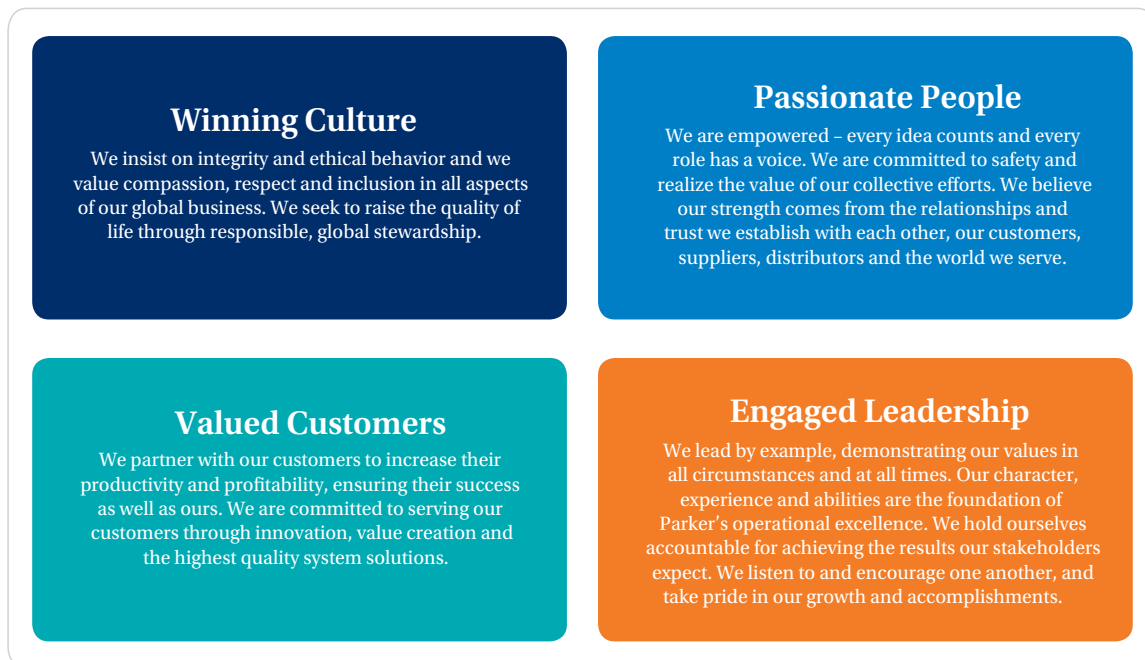 Winning Culture
We insist on integrity and ethical behavior and we
value compassion, respect and inclusion in all aspects
of our global business. We seek to raise the quality of
life through responsible, global stewardship.
Passionate People
We are empowered – every idea counts and every
role has a voice. We are committed to safety and
realize the value of our collective efforts. We believe
our strength comes from the relationships and
trust we establish with each other, our customers,
suppliers, distributors and the world we serve.
Valued Customers
We partner with our customers to increase their
productivity and profitability, ensuring their success
as well as ours. We are committed to serving our
customers through innovation, value creation and
the highest quality system solutions.
Engaged Leadership
We lead by example, demonstrating our values in
all circumstances and at all times. Our character,
experience and abilities are the foundation of
Parker’s operational excellence. We hold ourselves
accountable for achieving the results our stakeholders
expect. We listen to and encourage one another, and
take pride in our growth and accomplishments.